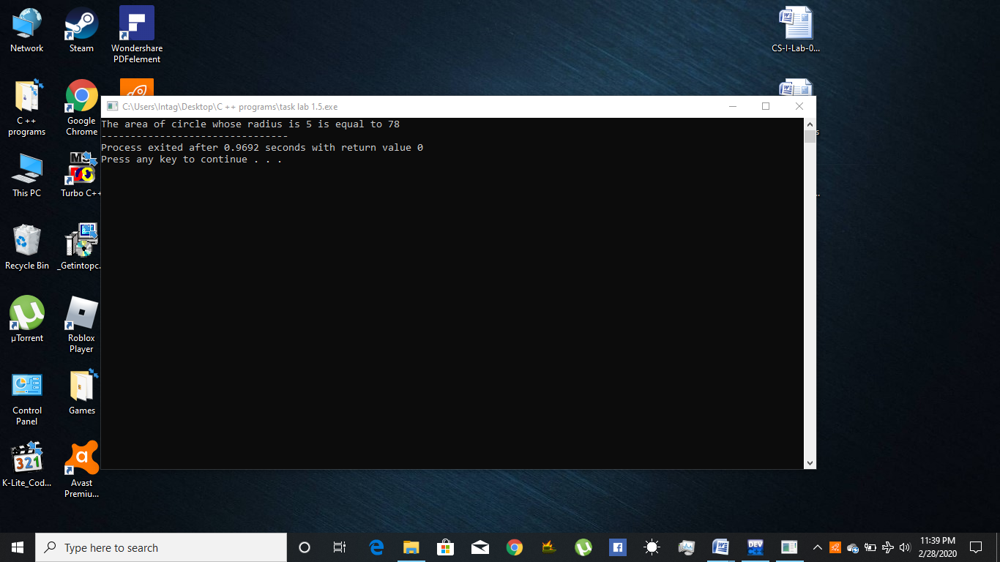 Network
Steam
Wondershare
PDFelement
CS-I-Lab-0...
C ++
programs
Google
Chrome
C:\Users\Intag\Desktop\C ++ programs\task lab 1.5.exe
The area of circle whose radius is 5 is equal to 78
--------------------------------
Process exited after 0.9692 seconds with return value 0
Press any key to continue . . .
This PC
Turbo C++
Recycle Bin
_Getintopc.
µTorrent
Roblox
Player
Control
Panel
Games
K-Lite_Cod...
321
Avast
Premiu...
Type here to search
DEV
11:39 PM
2/28/2020